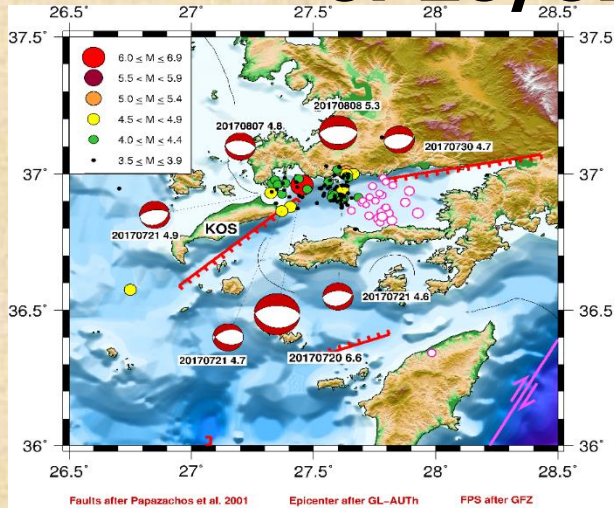 26.5° 27° 27.5° 28° 28.5°
37.5° 37.5°
6.0 ≤ M ≤ 6.9
5.5 < M ≤ 5.9
5.0 ≤ M ≤ 5.4
4.5 < M ≤ 4.9
4.0 ≤ M ≤ 4.4
3.5 ≤ M ≤ 3.9
20170808 5.3
20170807 4.8
20170730 4.7
37° 37°
KOS
20170721 4.9
20170721 4.6
36.5° 36.5°
20170721 4.7
20170720 6.6
36° 36°
26.5° 27° 27.5° 28° 28.5°
Faults after Papazachos et al. 2001 Epicenter after GL-AUTh FPS after GFZ